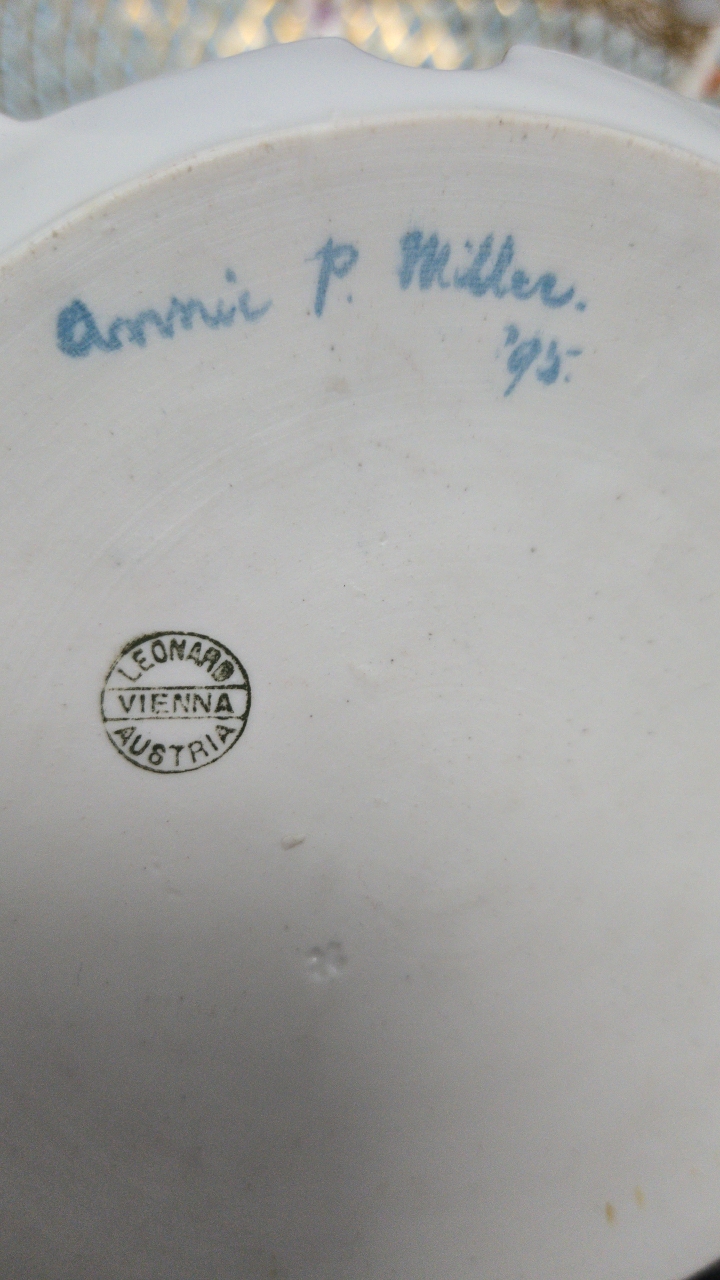 Annie P. Miller.
'95.
LEONARD
VIENNA
AUSTRIA